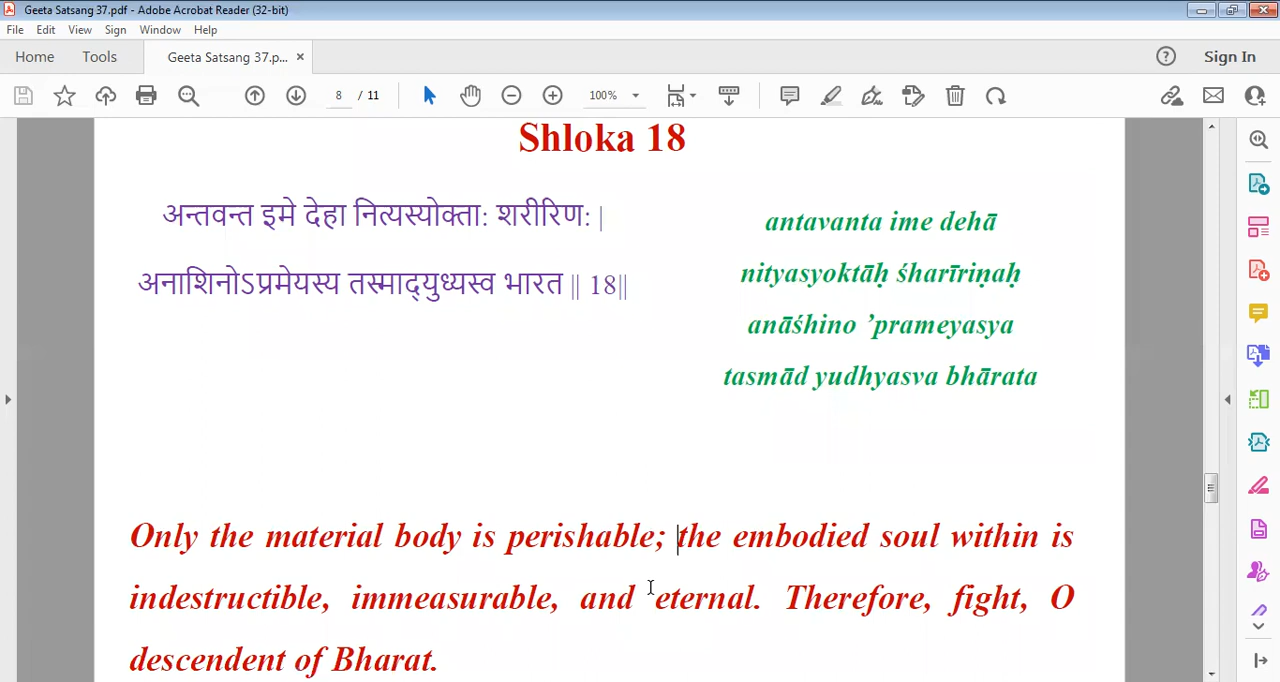 Geeta Satsang 37.pdf - Adobe Acrobat Reader (32-bit)
File Edit View Sign Window Help
Home Tools Geeta Satsang 37.p... × Sign In
8 / 11 100%
Shloka 18
अन्तवन्त इमे देहा नित्यस्योक्ता: शरीरिण: |
अनाशिनोऽप्रमेयस्य तस्माद्युध्यस्व भारत || 18||
antavanta ime dehā
nityasyoktāḥ śharīriṇaḥ
anāśhino ’prameyasya
tasmād yudhyasva bhārata
Only the material body is perishable; the embodied soul within is
indestructible, immeasurable, and eternal. Therefore, fight, O
descendent of Bharat.